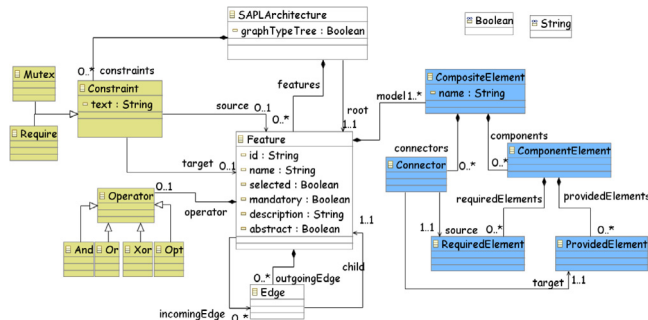 SAPLArchitecture
graphTypeTree : Boolean
Boolean
String
Mutex
Require
0..*
constraints
Constraint
text : String
features
0..*
root
1..1
source
0..1
target
0..1
model
1..*
CompositeElement
name : String
connectors
0..*
components
0..*
Connector
ComponentElement
Feature
id : String
name : String
selected : Boolean
mandatory : Boolean
description : String
abstract : Boolean
Operator
0..1
operator
And
Or
Xor
Opt
requiredElements
0..*
providedElements
0..*
1..1
source
RequiredElement
ProvidedElement
target
1..1
1..1
child
outgoingEdge
0..*
Edge
incomingEdge
0..*